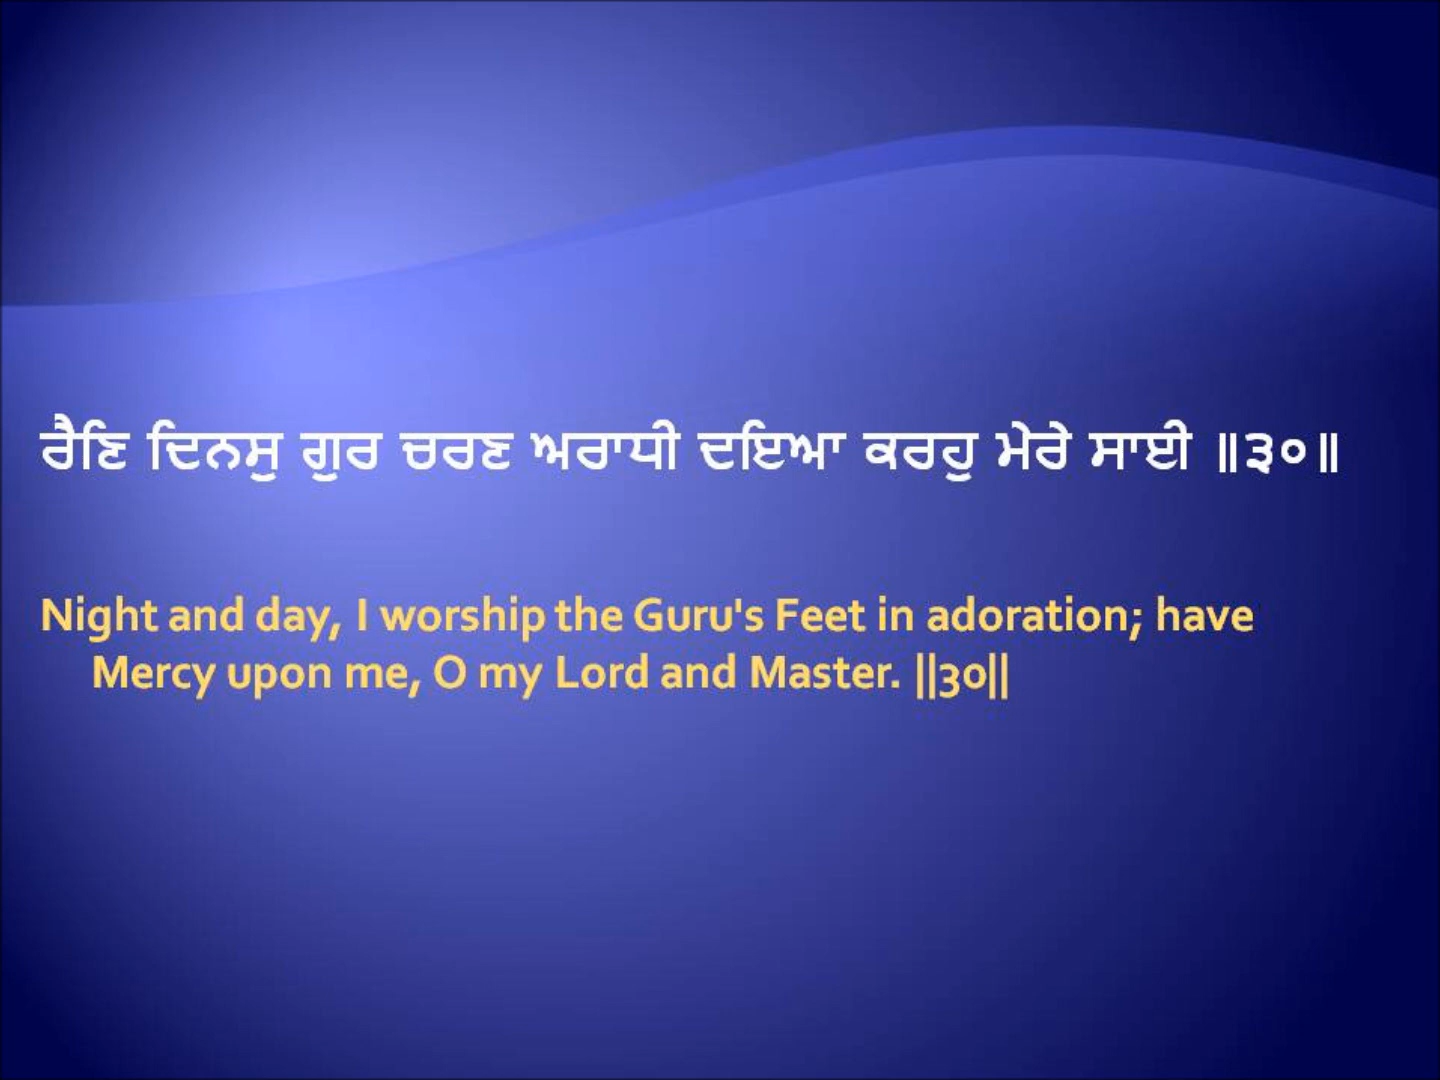 ਰੈਣਿ ਦਿਨਸੁ ਗੁਰ ਚਰਣ ਅਰਾਧੀ ਦਇਆ ਕਰਹੁ ਮੇਰੇ ਸਾਈ ॥੩੦॥
Night and day, I worship the Guru's Feet in adoration; have
Mercy upon me, O my Lord and Master. ||30||